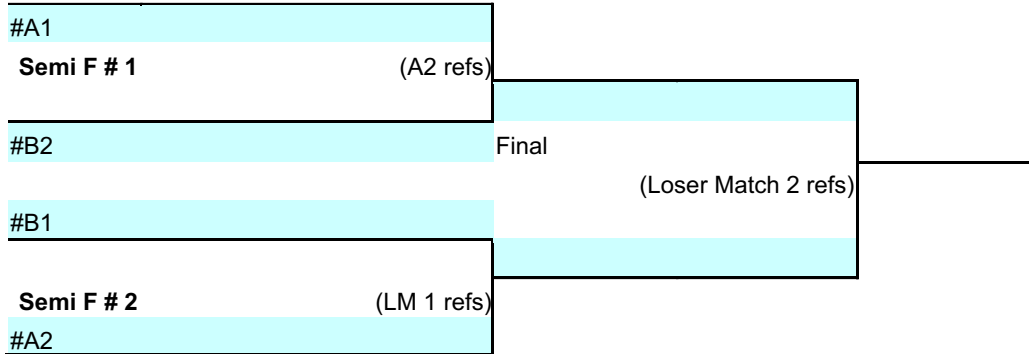 #A1
Semi F # 1 (A2 refs)
#B2 Final
(Loser Match 2 refs)
#B1
Semi F # 2 (LM 1 refs)
#A2